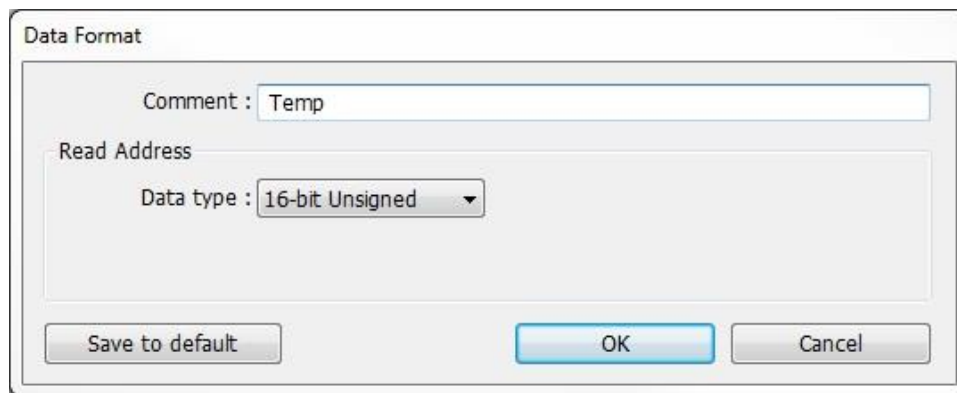 Data Format
Comment : Temp
Read Address
Data type : 16-bit Unsigned
Save to default OK Cancel